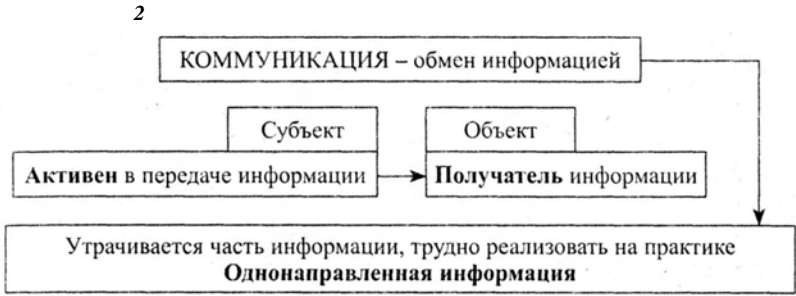 2
КОММУНИКАЦИЯ – обмен информацией
Субъект
Объект
Активен в передаче информации
Получатель информации
Утрачивается часть информации, трудно реализовать на практике
Однонаправленная информация